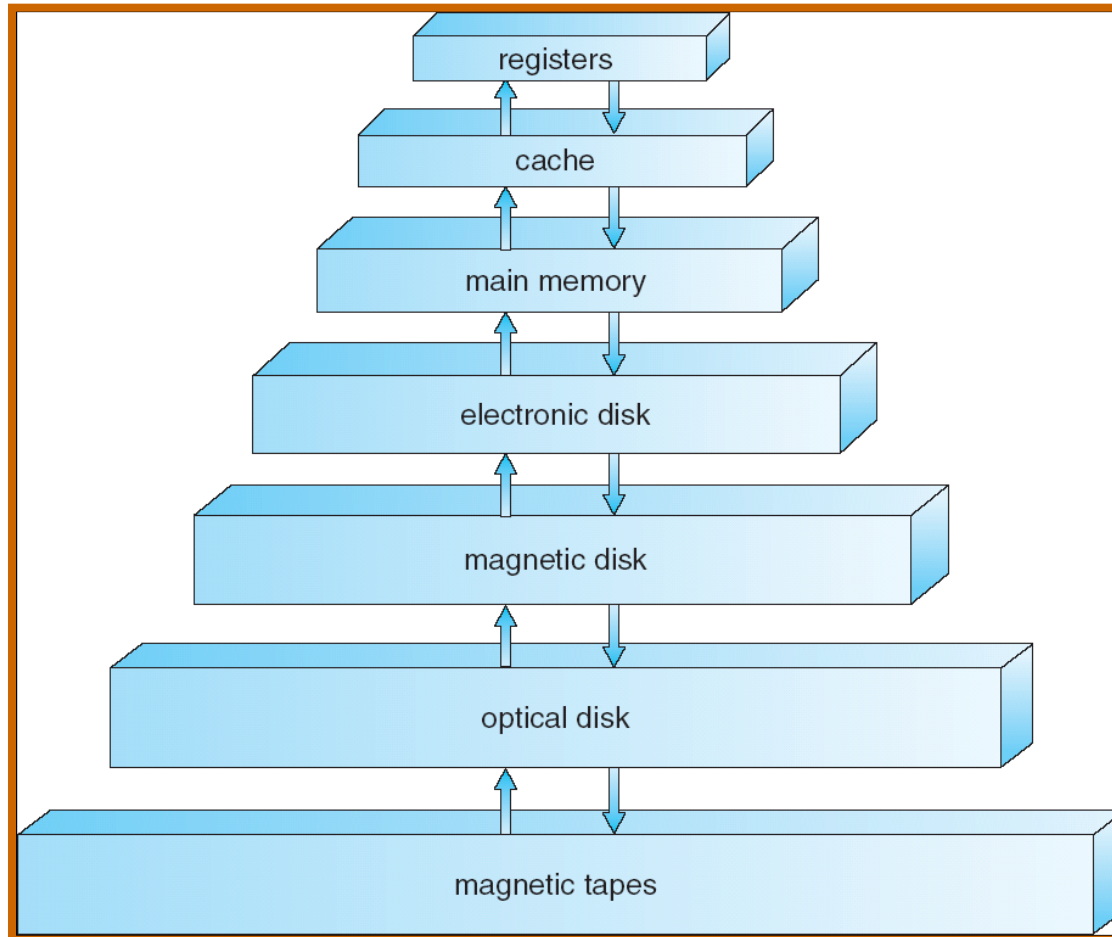 registers
cache
main memory
electronic disk
magnetic disk
optical disk
magnetic tapes